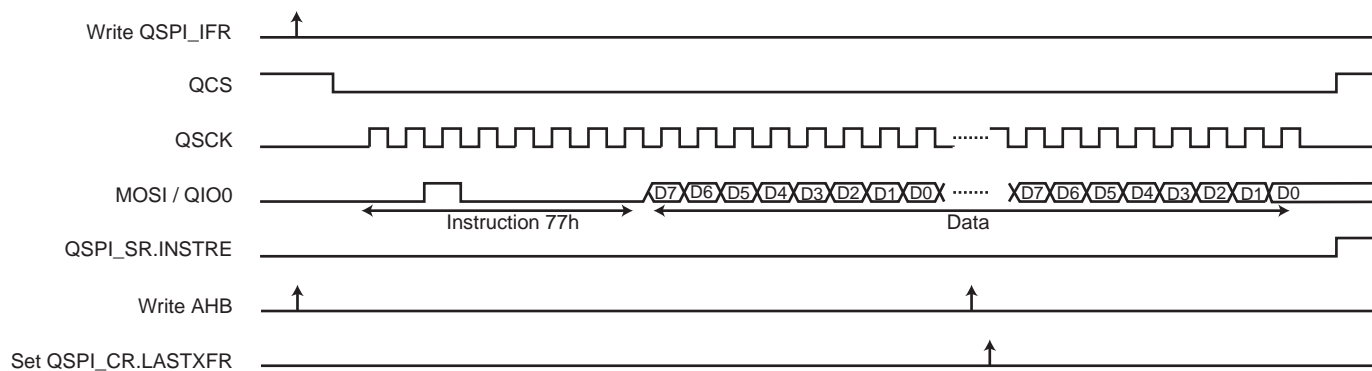 Write QSPI_IFR
QCS
QSCK
MOSI / QIO0
D7 D6 D5 D4 D3 D2 D1 D0 D7 D6 D5 D4 D3 D2 D1 D0
Instruction 77h
Data
QSPI_SR.INSTRE
Write AHB
Set QSPI_CR.LASTXFR